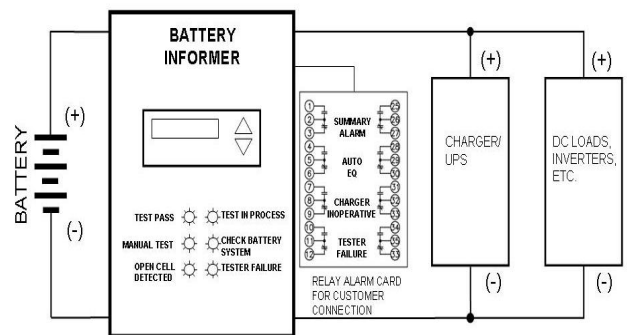 BATTERY
INFORMER
(+)
BATTERY
(-)
TEST PASS
TEST IN PROCESS
MANUAL TEST
CHECK BATTERY
SYSTEM
OPEN CELL
DETECTED
TESTER FAILURE
1
2
3
SUMMARY
ALARM
25
26
27
4
5
6
AUTO
EQ
28
29
30
7
8
9
CHARGER
INOPERATIVE
31
32
33
10
11
12
TESTER
FAILURE
34
35
33
RELAY ALARM CARD
FOR CUSTOMER
CONNECTION
(+)
CHARGER/
UPS
(-)
(+)
DC LOADS,
INVERTERS,
ETC.
(-)